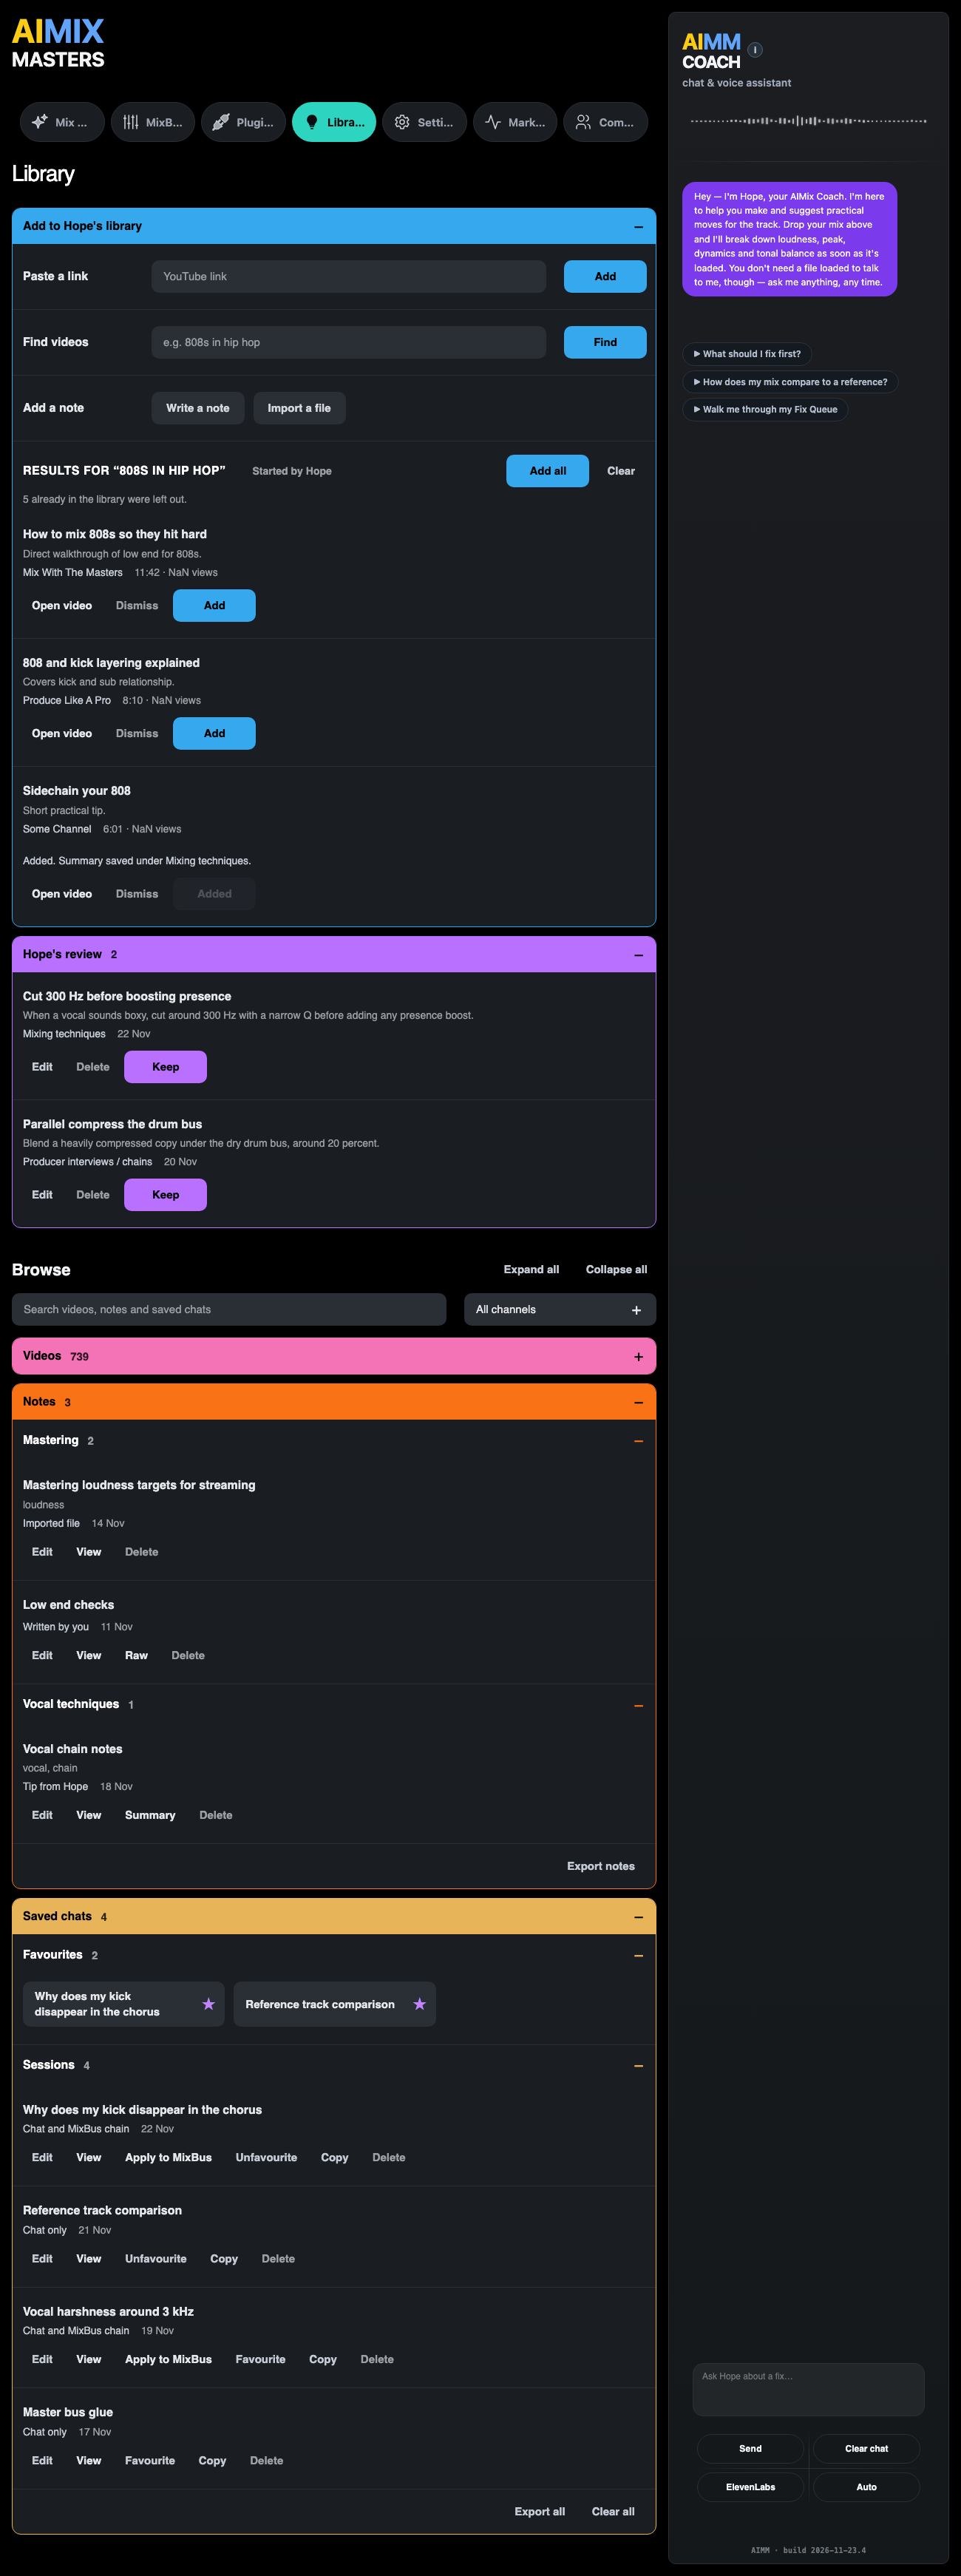 AIMIX
MASTERS
Mix ...
MixB...
Plugi...
Libra...
Setti...
Mark...
Com...
Library
Add to Hope's library
Paste a link
YouTube link
Add
Find videos
e.g. 808s in hip hop
Find
Add a note
Write a note
Import a file
RESULTS FOR “808S IN HIP HOP”
Started by Hope
Add all
Clear
5 already in the library were left out.
How to mix 808s so they hit hard
Direct walkthrough of low end for 808s.
Mix With The Masters 11:42 · NaN views
Open video Dismiss Add
808 and kick layering explained
Covers kick and sub relationship.
Produce Like A Pro 8:10 · NaN views
Open video Dismiss Add
Sidechain your 808
Short practical tip.
Some Channel 6:01 · NaN views
Added. Summary saved under Mixing techniques.
Open video Dismiss Added
Hope's review 2
Cut 300 Hz before boosting presence
When a vocal sounds boxy, cut around 300 Hz with a narrow Q before adding any presence boost.
Mixing techniques 22 Nov
Edit Delete Keep
Parallel compress the drum bus
Blend a heavily compressed copy under the dry drum bus, around 20 percent.
Producer interviews / chains 20 Nov
Edit Delete Keep
Browse
Expand all Collapse all
Search videos, notes and saved chats
All channels
Videos 739
Notes 3
Mastering 2
Mastering loudness targets for streaming
loudness
Imported file 14 Nov
Edit View Delete
Low end checks
Written by you 11 Nov
Edit View Raw Delete
Vocal techniques 1
Vocal chain notes
vocal, chain
Tip from Hope 18 Nov
Edit View Summary Delete
Export notes
Saved chats 4
Favourites 2
Why does my kick
disappear in the chorus
Reference track comparison
Sessions 4
Why does my kick disappear in the chorus
Chat and MixBus chain 22 Nov
Edit View Apply to MixBus Unfavourite Copy Delete
Reference track comparison
Chat only 21 Nov
Edit View Unfavourite Copy Delete
Vocal harshness around 3 kHz
Chat and MixBus chain 19 Nov
Edit View Apply to MixBus Favourite Copy Delete
Master bus glue
Chat only 17 Nov
Edit View Favourite Copy Delete
Export all Clear all
AIMM
COACH
i
chat & voice assistant
Hey — I'm Hope, your AIMix Coach. I'm here
to help you make and suggest practical
moves for the track. Drop your mix above
and I'll break down loudness, peak,
dynamics and tonal balance as soon as it's
loaded. You don't need a file loaded to talk
to me, though — ask me anything, any time.
What should I fix first?
How does my mix compare to a reference?
Walk me through my Fix Queue
Ask Hope about a fix...
Send
Clear chat
ElevenLabs
Auto
AIMM · build 2026-11-23.4